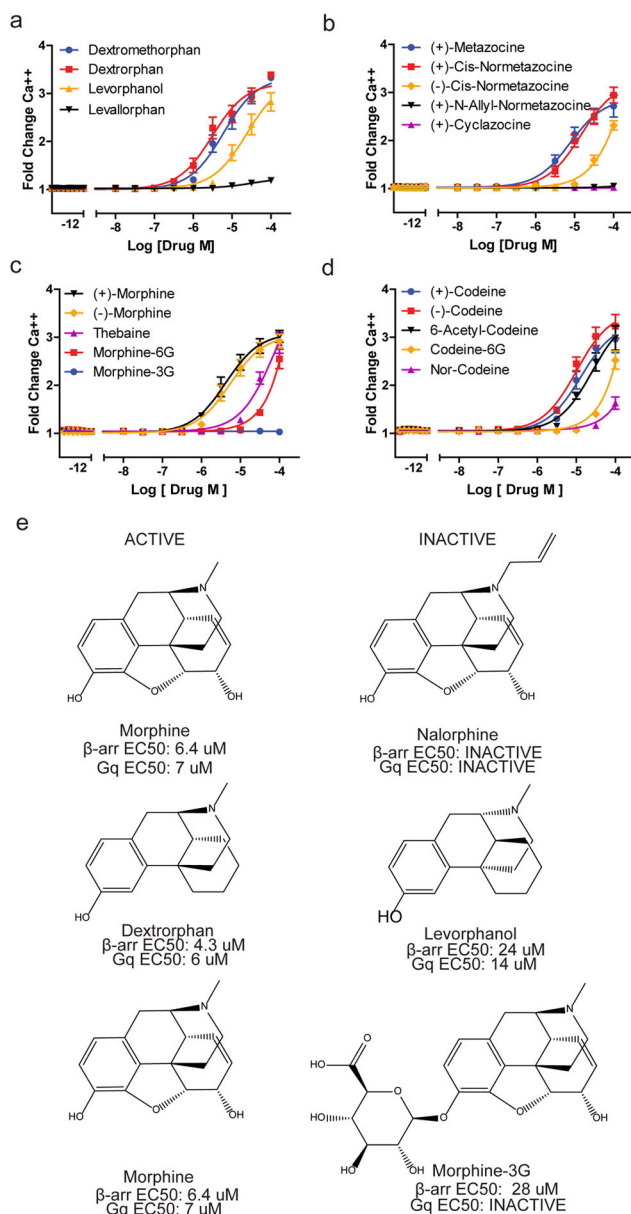 a
Fold Change Ca++
4
3
2
1
Dextromethorphan
Dextrorphan
Levorphanol
Levallorphan
-12 -8 -7 -6 -5 -4
Log [Drug M]
b
Fold Change Ca++
4
3
2
1
(+)-Metazocine
(+)-Cis-Normetazocine
(-)-Cis-Normetazocine
(+)-N-Allyl-Normetazocine
(+)-Cyclazocine
-12 -8 -7 -6 -5 -4
Log [Drug M]
c
Fold Change Ca++
4
3
2
1
(+)-Morphine
(-)-Morphine
Thebaine
Morphine-6G
Morphine-3G
-12 -8 -7 -6 -5 -4
Log [ Drug M ]
d
Fold Change Ca++
4
3
2
1
(+)-Codeine
(-)-Codeine
6-Acetyl-Codeine
Codeine-6G
Nor-Codeine
-12 -8 -7 -6 -5 -4
Log [ Drug M ]
e
ACTIVE INACTIVE
N
HO O OH
Morphine
β-arr EC50: 6.4 uM
Gq EC50: 7 uM
N
HO O OH
Nalorphine
β-arr EC50: INACTIVE
Gq EC50: INACTIVE
N
HO
Dextrorphan
β-arr EC50: 4.3 uM
Gq EC50: 6 uM
N
HO
Levorphanol
β-arr EC50: 24 uM
Gq EC50: 14 uM
N
HO O OH
Morphine
β-arr EC50: 6.4 uM
Gq EC50: 7 uM
N
O
HO
O
HO O O OH
HO OH
Morphine-3G
β-arr EC50: 28 uM
Gq EC50: INACTIVE